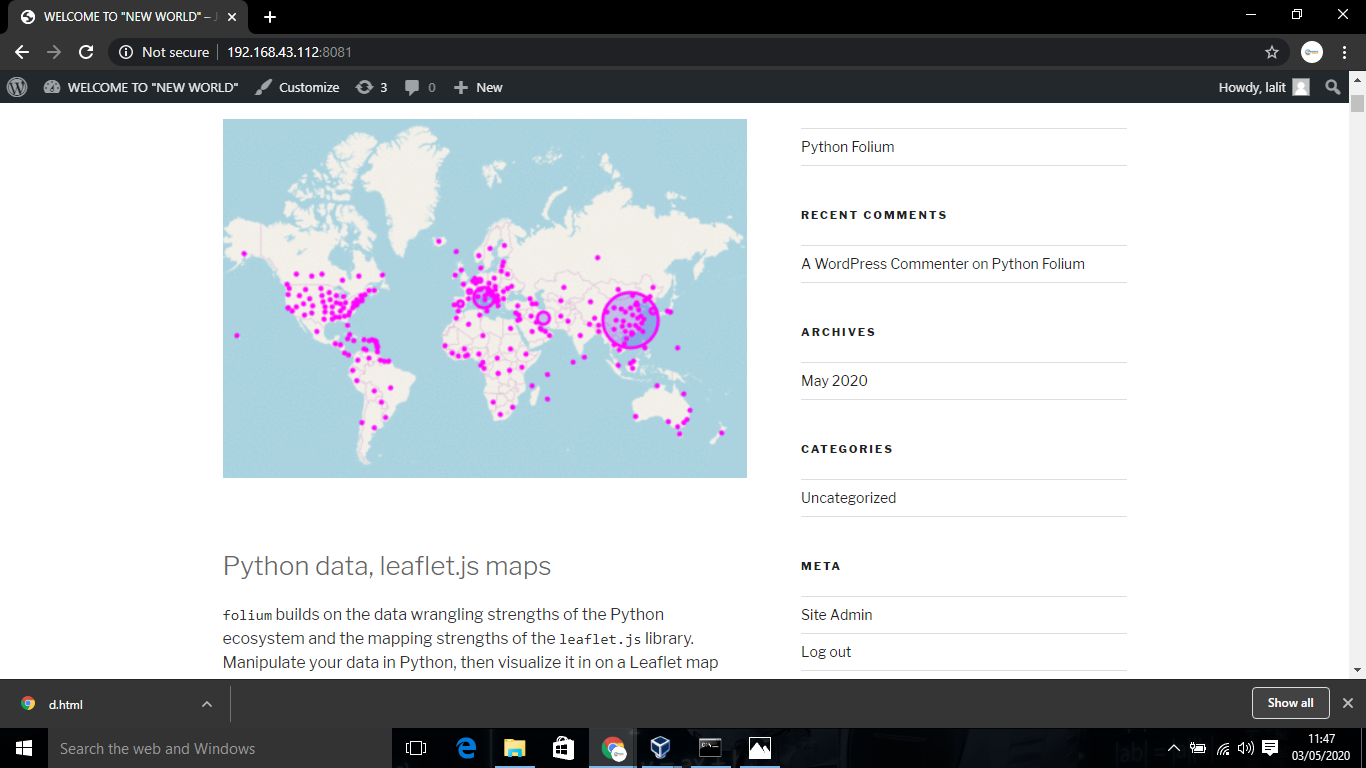 WELCOME TO "NEW WORLD" – J
Not secure
192.168.43.112:8081
WELCOME TO "NEW WORLD"
Customize
3
0
New
Howdy, lalit
Python Folium
RECENT COMMENTS
A WordPress Commenter on Python Folium
ARCHIVES
May 2020
CATEGORIES
Uncategorized
META
Site Admin
Log out
Python data, leaflet.js maps
folium builds on the data wrangling strengths of the Python
ecosystem and the mapping strengths of the leaflet.js library.
Manipulate your data in Python, then visualize it in on a Leaflet map
d.html
Show all
Search the web and Windows
11:47
03/05/2020